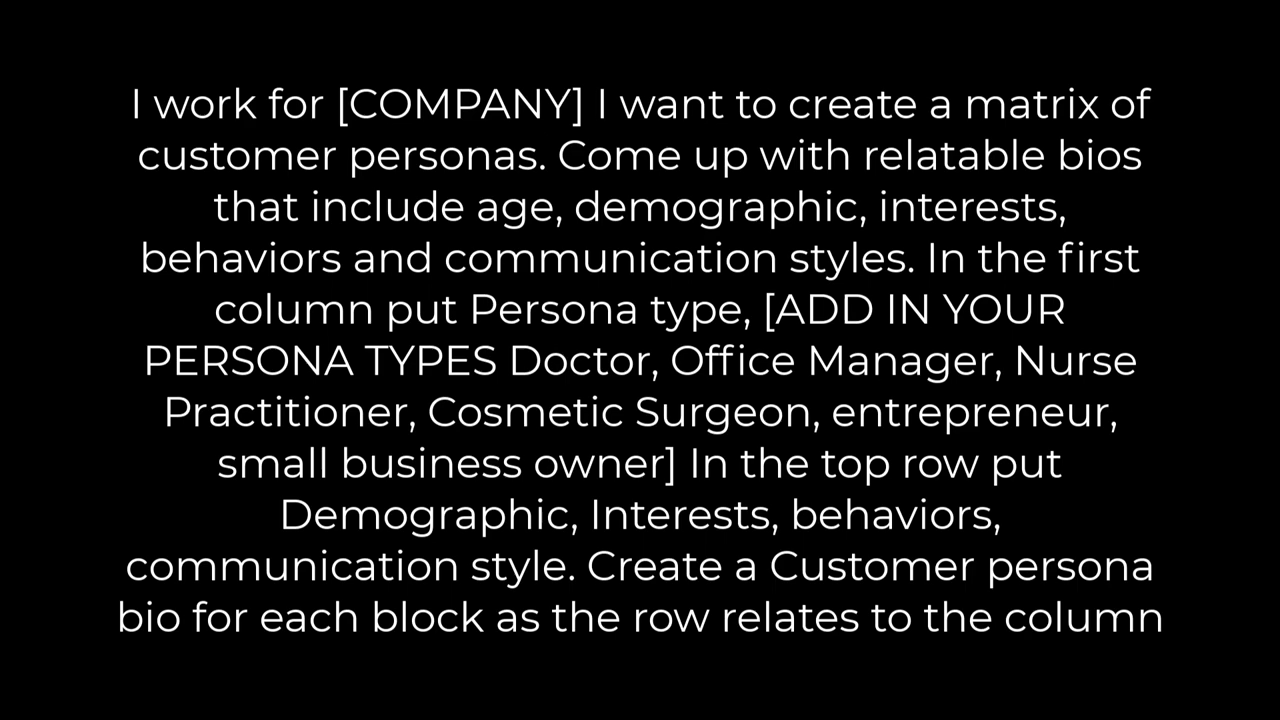 I work for [COMPANY] I want to create a matrix of
customer personas. Come up with relatable bios
that include age, demographic, interests,
behaviors and communication styles. In the first
column put Persona type, [ADD IN YOUR
PERSONA TYPES Doctor, Office Manager, Nurse
Practitioner, Cosmetic Surgeon, entrepreneur,
small business owner] In the top row put
Demographic, Interests, behaviors,
communication style. Create a Customer persona
bio for each block as the row relates to the column